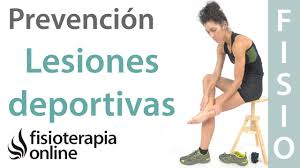 Prevención
Lesiones
deportivas
fisioterapia
online
FISIO